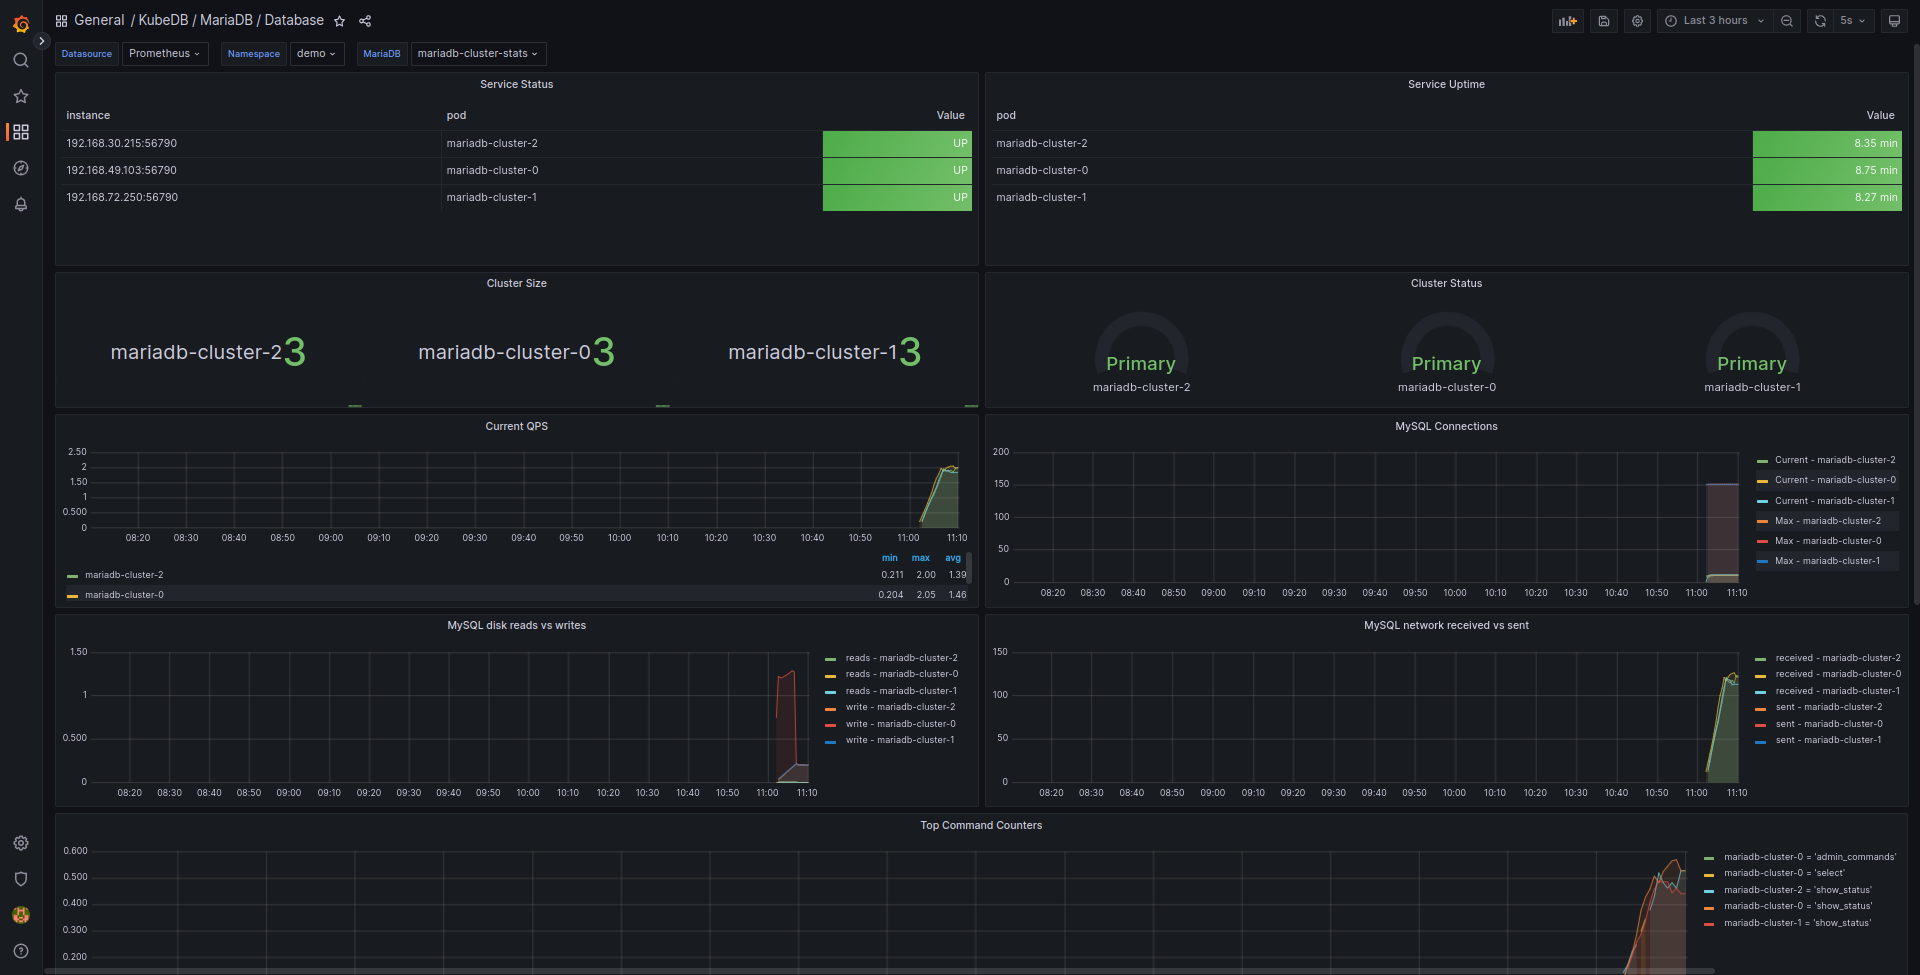 General / KubeDB / MariaDB / Database
Last 3 hours
5s
Datasource Prometheus Namespace demo MariaDB mariadb-cluster-stats
Service Status
instance pod Value
192.168.30.215:56790 mariadb-cluster-2 UP
192.168.49.103:56790 mariadb-cluster-0 UP
192.168.72.250:56790 mariadb-cluster-1 UP
Service Uptime
pod Value
mariadb-cluster-2 8.35 min
mariadb-cluster-0 8.75 min
mariadb-cluster-1 8.27 min
Cluster Size
mariadb-cluster-2 3 mariadb-cluster-0 3 mariadb-cluster-1 3
Cluster Status
Primary Primary Primary
mariadb-cluster-2 mariadb-cluster-0 mariadb-cluster-1
Current QPS
2.50
2
1.50
1
0.500
0
08:20 08:30 08:40 08:50 09:00 09:10 09:20 09:30 09:40 09:50 10:00 10:10 10:20 10:30 10:40 10:50 11:00 11:10
min max avg
mariadb-cluster-2 0.211 2.00 1.39
mariadb-cluster-0 0.204 2.05 1.46
MySQL Connections
200
150
100
50
0
08:20 08:30 08:40 08:50 09:00 09:10 09:20 09:30 09:40 09:50 10:00 10:10 10:20 10:30 10:40 10:50 11:00 11:10
Current - mariadb-cluster-2
Current - mariadb-cluster-0
Current - mariadb-cluster-1
Max - mariadb-cluster-2
Max - mariadb-cluster-0
Max - mariadb-cluster-1
MySQL disk reads vs writes
1.50
1
0.500
0
08:20 08:30 08:40 08:50 09:00 09:10 09:20 09:30 09:40 09:50 10:00 10:10 10:20 10:30 10:40 10:50 11:00 11:10
reads - mariadb-cluster-2
reads - mariadb-cluster-0
reads - mariadb-cluster-1
write - mariadb-cluster-2
write - mariadb-cluster-0
write - mariadb-cluster-1
MySQL network received vs sent
150
100
50
0
08:20 08:30 08:40 08:50 09:00 09:10 09:20 09:30 09:40 09:50 10:00 10:10 10:20 10:30 10:40 10:50 11:00 11:10
received - mariadb-cluster-2
received - mariadb-cluster-0
received - mariadb-cluster-1
sent - mariadb-cluster-2
sent - mariadb-cluster-0
sent - mariadb-cluster-1
Top Command Counters
0.600
0.500
0.400
0.300
0.200
mariadb-cluster-0 = 'admin_commands'
mariadb-cluster-0 = 'select'
mariadb-cluster-2 = 'show_status'
mariadb-cluster-0 = 'show_status'
mariadb-cluster-1 = 'show_status'